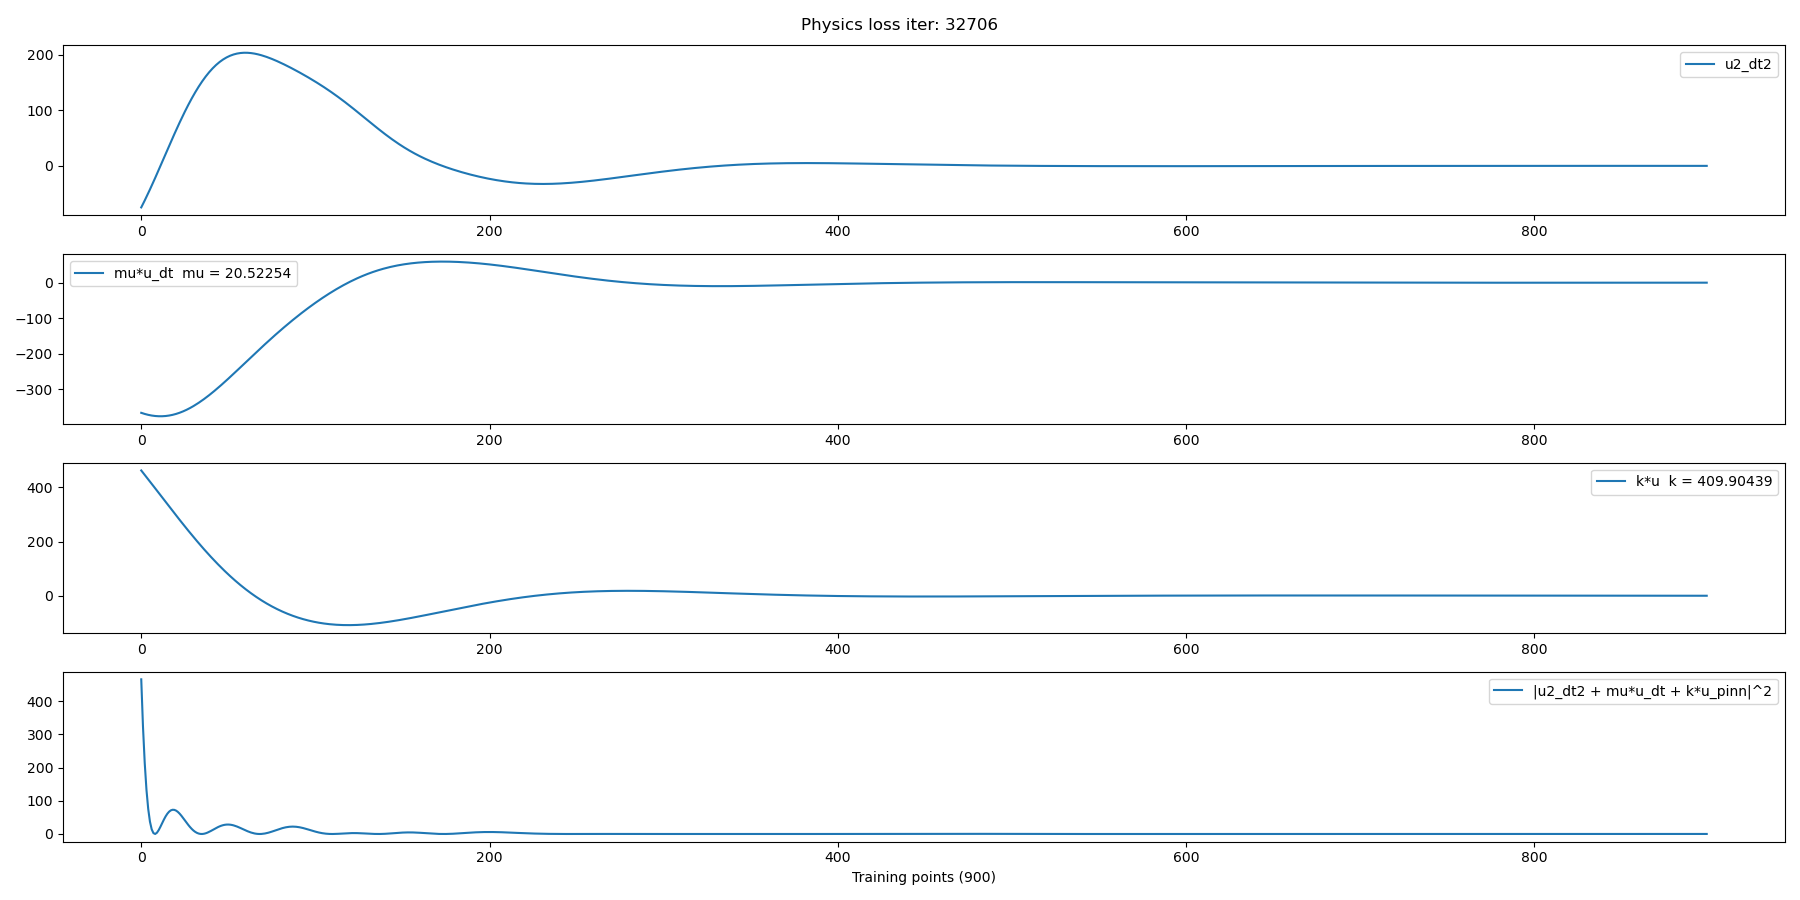 Physics loss iter: 32706
200
100
0
u2_dt2
0 200 400 600 800
0
−100
−200
−300
mu*u_dt  mu = 20.52254
0 200 400 600 800
400
200
0
k*u  k = 409.90439
0 200 400 600 800
400
300
200
100
0
|u2_dt2 + mu*u_dt + k*u_pinn|^2
0 200 400 600 800
Training points (900)